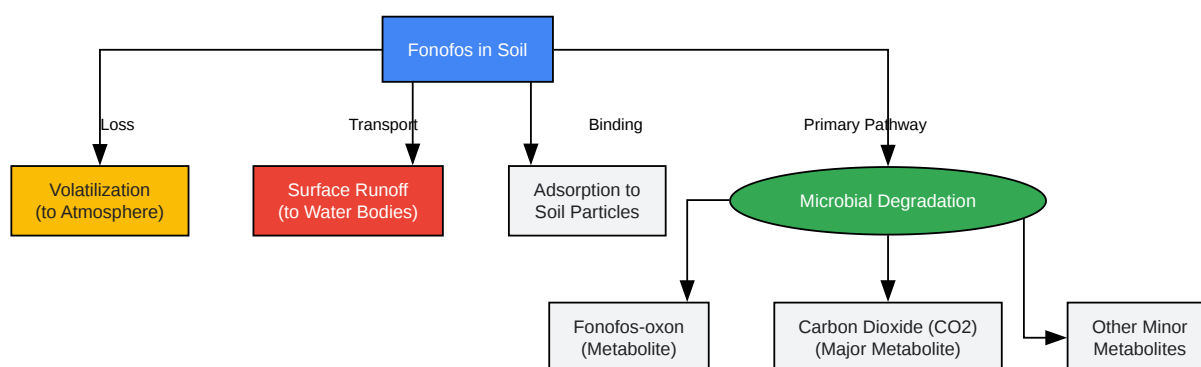 Fonofos in Soil
Loss
Transport
Binding
Primary Pathway
Volatilization
(to Atmosphere)
Surface Runoff
(to Water Bodies)
Adsorption to
Soil Particles
Microbial Degradation
Fonofos-oxon
(Metabolite)
Carbon Dioxide (CO2)
(Major Metabolite)
Other Minor
Metabolites